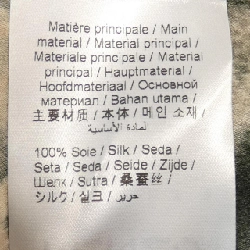 Matière principale / Main
material / Material principal /
Materiale principale / Material
principal / Hauptmaterial /
Hoofdmateriaal / Основной
материал / Bahan utama /
主要材质 / 本体 / 메인 소재 /
لمادة الأساسية
100% Soie / Silk / Seda /
Seta / Seda / Seide / Zijde /
Шелк / Sutra / 桑蚕丝 /
シルク / 실크 / حرير